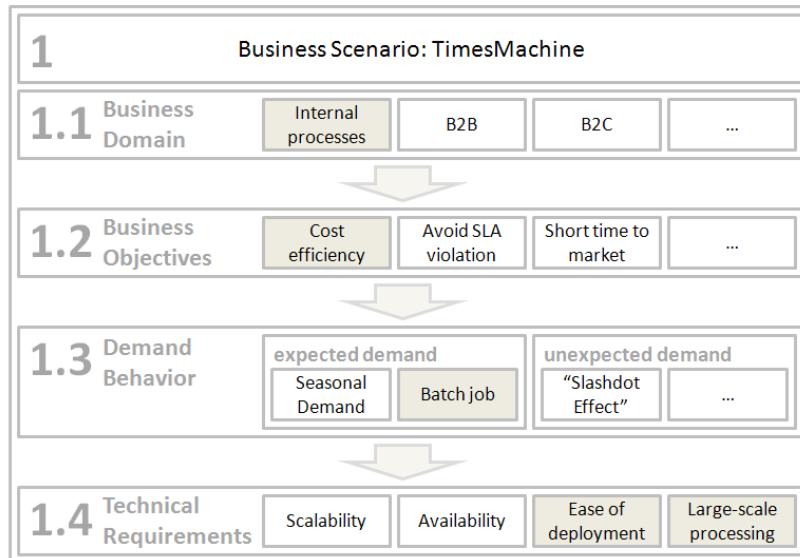 1
Business Scenario: TimesMachine
1.1
Business
Domain
Internal
processes
B2B
B2C
...
1.2
Business
Objectives
Cost
efficiency
Avoid SLA
violation
Short time to
market
...
1.3
Demand
Behavior
expected demand
Seasonal
Demand
Batch job
unexpected demand
“Slashdot
Effect”
...
1.4
Technical
Requirements
Scalability
Availability
Ease of
deployment
Large-scale
processing